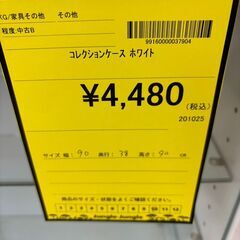 KG/家具その他 その他
程度:中古B
99160000037904
コレクションケース ホワイト
¥4,480
(税込)
201025
サイズ 幅: 90 奥行: 38 高さ: 90 cm